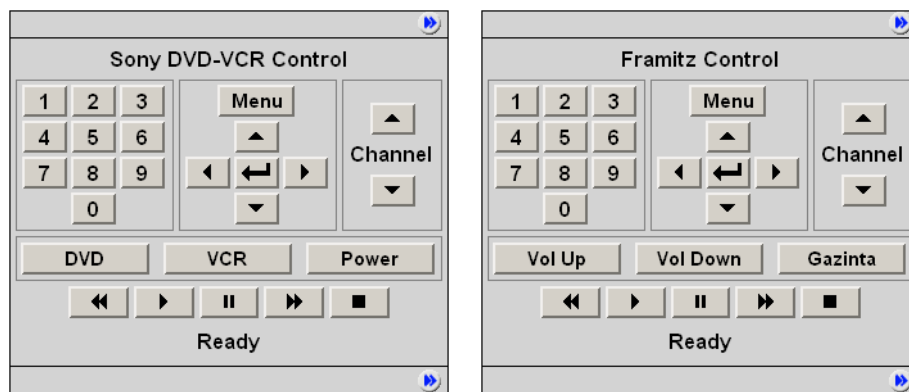 Sony DVD-VCR Control
1 2 3 Menu
4 5 6
7 8 9 Channel
0
DVD VCR Power
Ready
Framitz Control
1 2 3 Menu
4 5 6
7 8 9 Channel
0
Vol Up Vol Down Gazinta
Ready